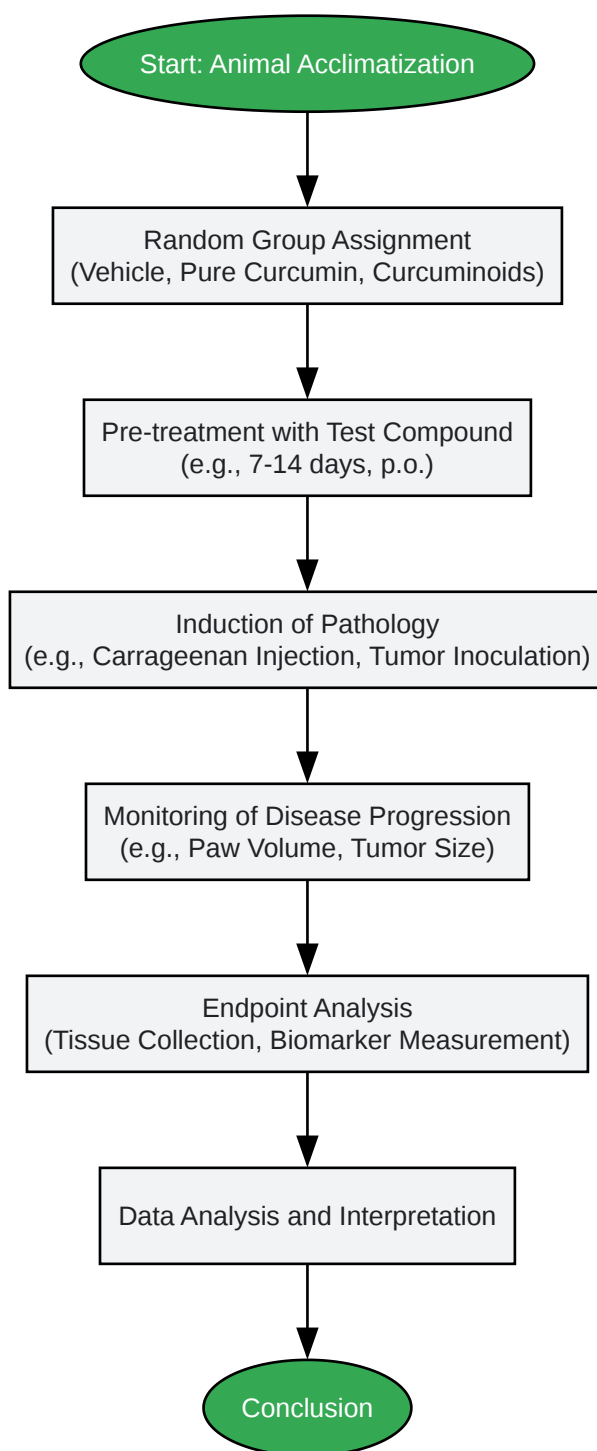 Start: Animal Acclimatization
Random Group Assignment
(Vehicle, Pure Curcumin, Curcuminoids)
Pre-treatment with Test Compound
(e.g., 7-14 days, p.o.)
Induction of Pathology
(e.g., Carrageenan Injection, Tumor Inoculation)
Monitoring of Disease Progression
(e.g., Paw Volume, Tumor Size)
Endpoint Analysis
(Tissue Collection, Biomarker Measurement)
Data Analysis and Interpretation
Conclusion